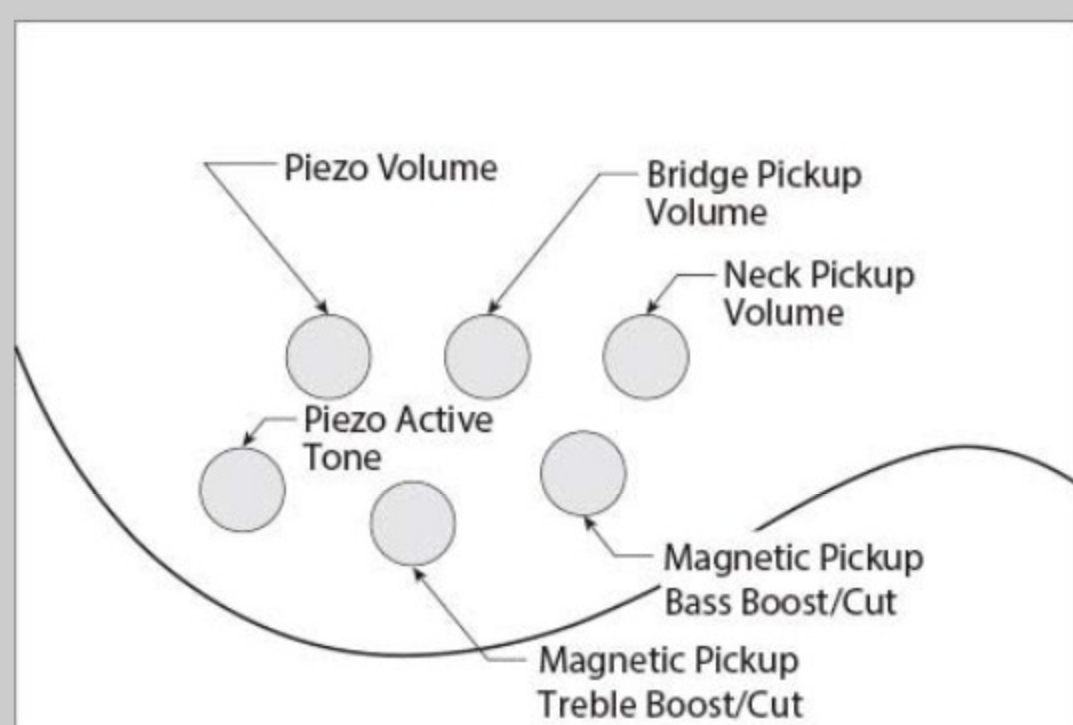 Piezo Volume
Bridge Pickup
Volume
Neck Pickup
Volume
Piezo Active
Tone
Magnetic Pickup
Bass Boost/Cut
Magnetic Pickup
Treble Boost/Cut